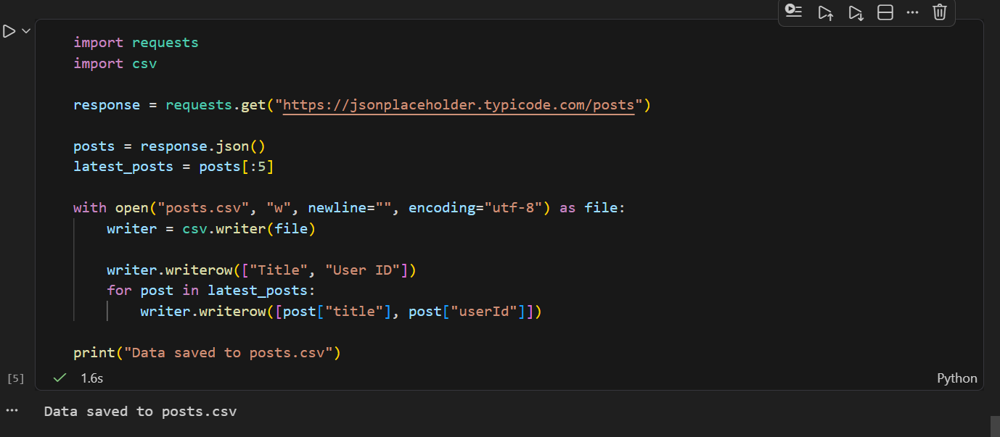 import requests
import csv
response = requests.get("https://jsonplaceholder.typicode.com/posts")
posts = response.json()
latest_posts = posts[:5]
with open("posts.csv", "w", newline="", encoding="utf-8") as file:
    writer = csv.writer(file)
    writer.writerow(["Title", "User ID"])
    for post in latest_posts:
        writer.writerow([post["title"], post["userId"]])
print("Data saved to posts.csv")
[5] 1.6s Python
Data saved to posts.csv